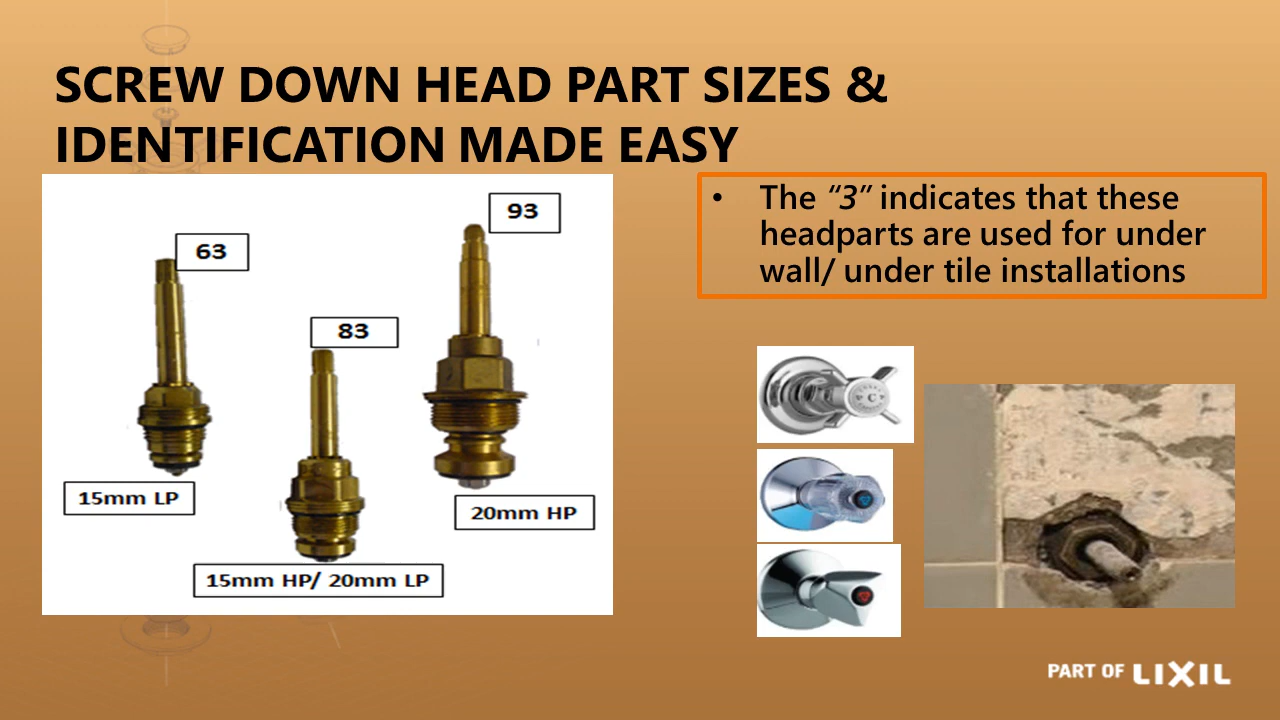 SCREW DOWN HEAD PART SIZES &
IDENTIFICATION MADE EASY
93
63
83
15mm LP
20mm HP
15mm HP/ 20mm LP
• The “3” indicates that these
headparts are used for under
wall/ under tile installations
C
PART OF LIXIL